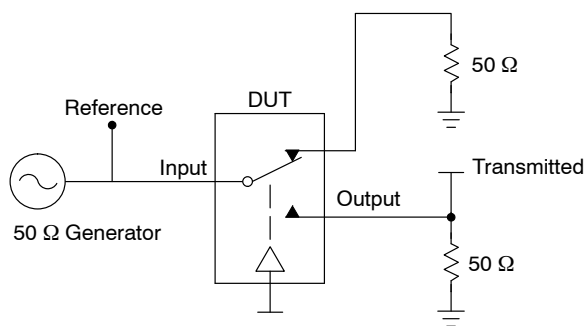 50 Ω
DUT
Reference
Input
Transmitted
Output
50 Ω Generator
50 Ω